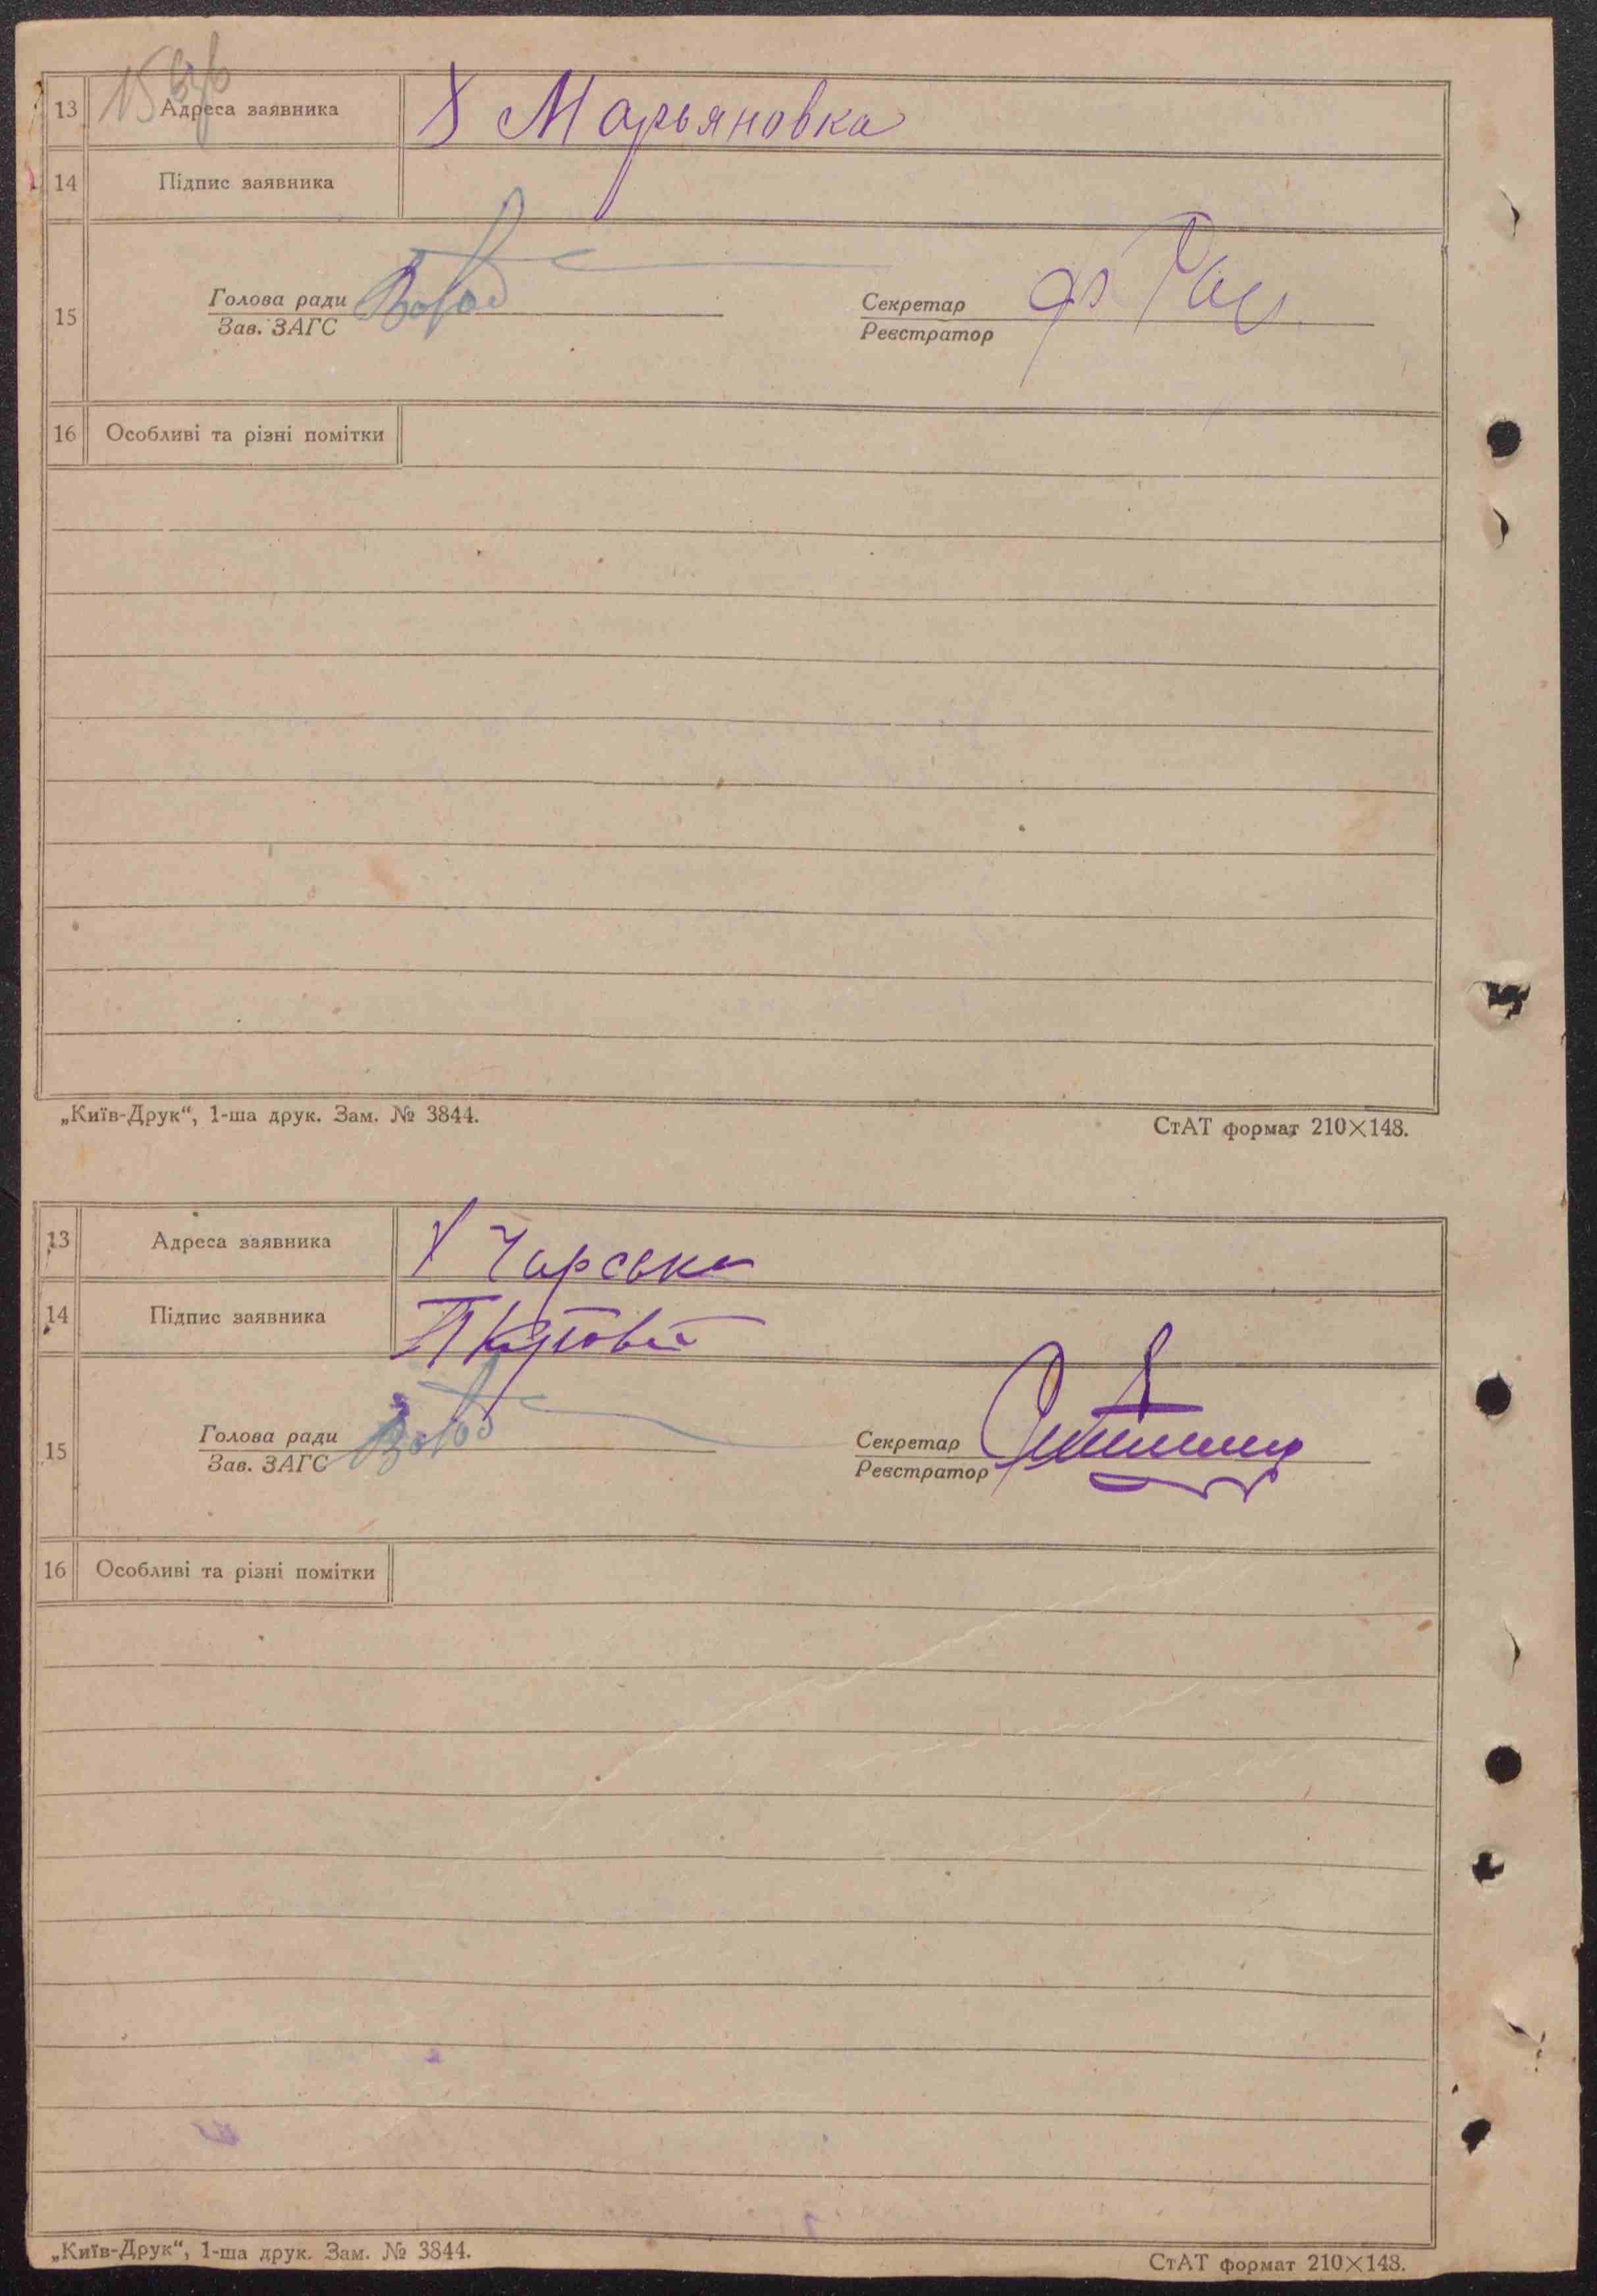 13 Адреса заявника Х Марьяновка
14 Підпис заявника
15 Голова ради Секретар
Зав. ЗАГС Реєстратор
16 Особливі та різні помітки
„Київ-Друк“, 1-ша друк. Зам. № 3844. СтАТ формат 210×148.
13 Адреса заявника Х
14 Підпис заявника
15 Голова ради Секретар
Зав. ЗАГС Реєстратор
16 Особливі та різні помітки
„Київ-Друк“, 1-ша друк. Зам. № 3844. СтАТ формат 210×148.